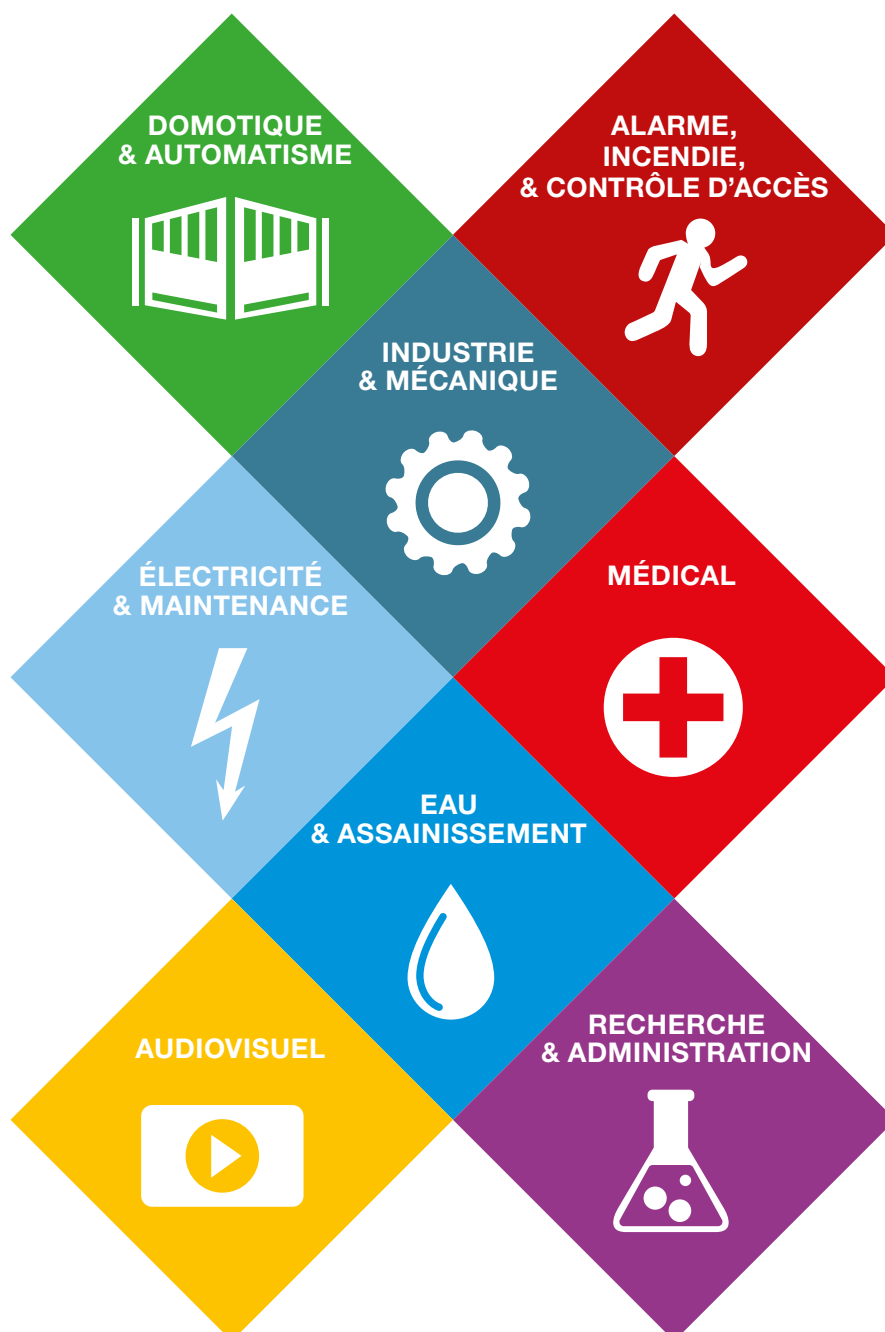 DOMOTIQUE
& AUTOMATISME
ALARME,
INCENDIE,
& CONTRÔLE D'ACCÈS
INDUSTRIE
& MÉCANIQUE
ÉLECTRICITÉ
& MAINTENANCE
MÉDICAL
EAU
& ASSAINISSEMENT
AUDIOVISUEL
RECHERCHE
& ADMINISTRATION